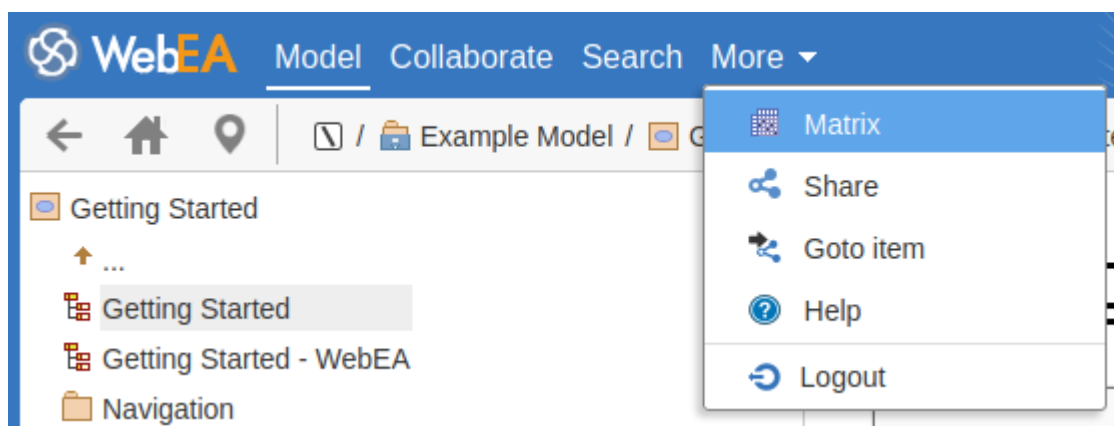 WebEA Model Collaborate Search More
/ Example Model / G
Matrix
Share
Goto item
Help
Logout
Getting Started
...
Getting Started
Getting Started - WebEA
Navigation